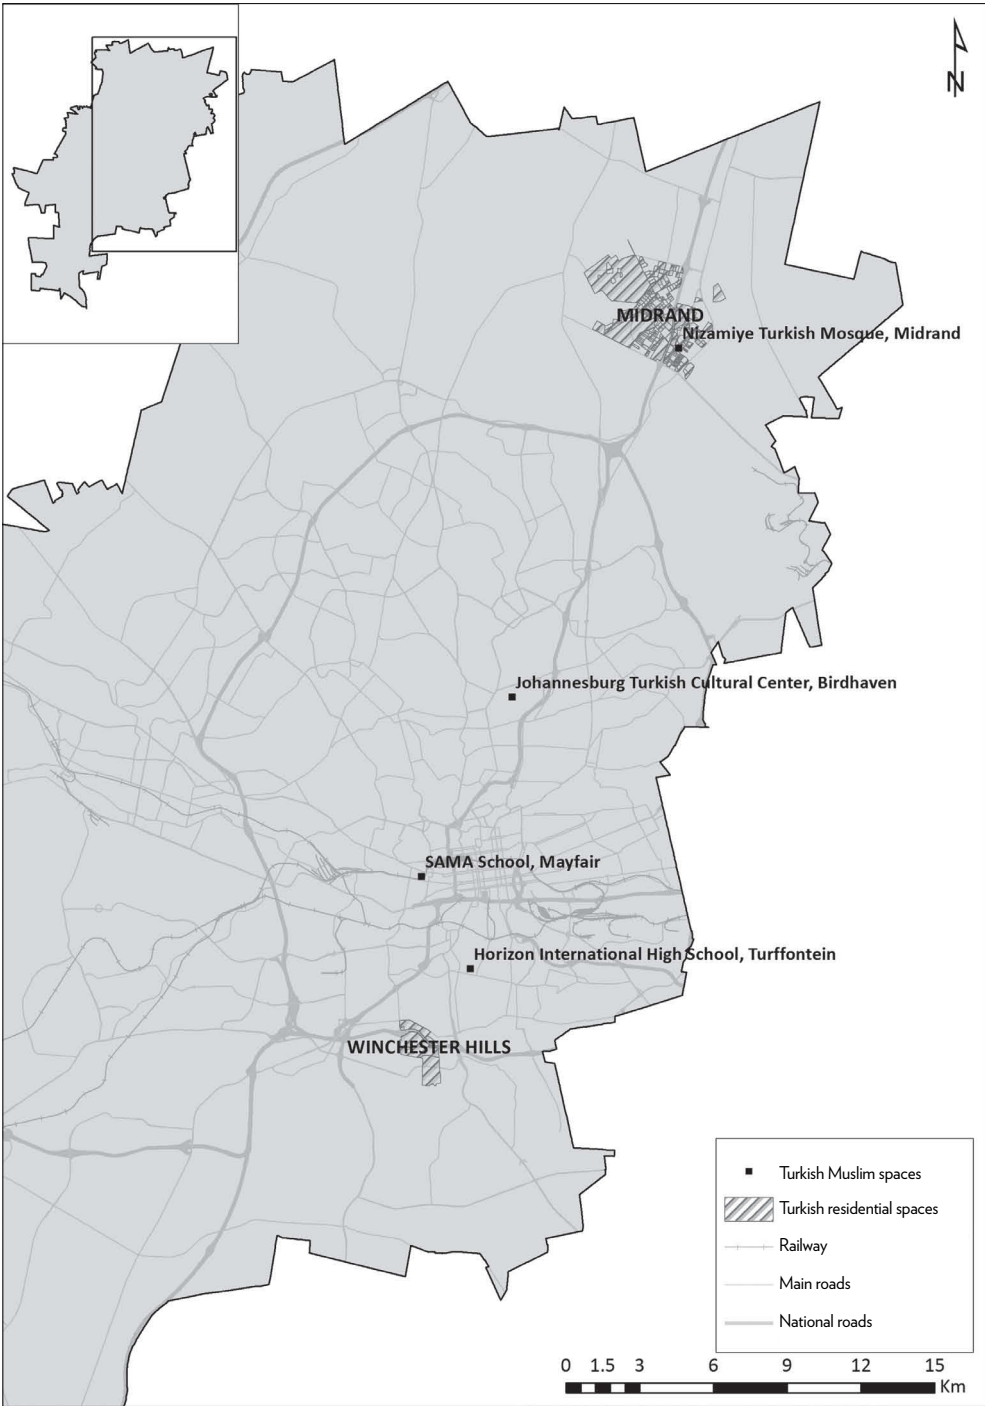 N
MIDRAND
Nizamiye Turkish Mosque, Midrand
Johannesburg Turkish Cultural Center, Birdhaven
SAMA School, Mayfair
Horizon International High School, Turffontein
WINCHESTER HILLS
Turkish Muslim spaces
Turkish residential spaces
Railway
Main roads
National roads
0 1.5 3 6 9 12 15
Km